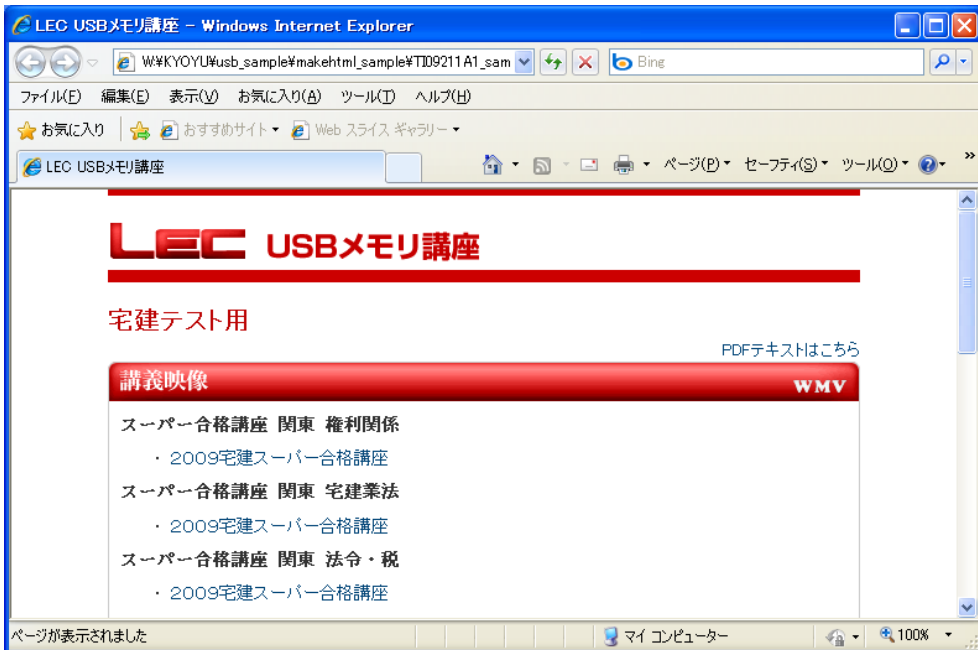 LEC USBメモリ講座 - Windows Internet Explorer
W:¥KYOYU¥usb_sample¥makehtml_sample¥TI09211A1_sam
Bing
ファイル(F) 編集(E) 表示(V) お気に入り(A) ツール(T) ヘルプ(H)
お気に入り おすすめサイト Web スライス ギャラリー
LEC USBメモリ講座 ページ(P) セーフティ(S) ツール(O)
LEC USBメモリ講座
宅建テスト用
PDFテキストはこちら
講義映像 WMV
スーパー合格講座 関東 権利関係
・2009宅建スーパー合格講座
スーパー合格講座 関東 宅建業法
・2009宅建スーパー合格講座
スーパー合格講座 関東 法令・税
・2009宅建スーパー合格講座
ページが表示されました マイ コンピューター 100%